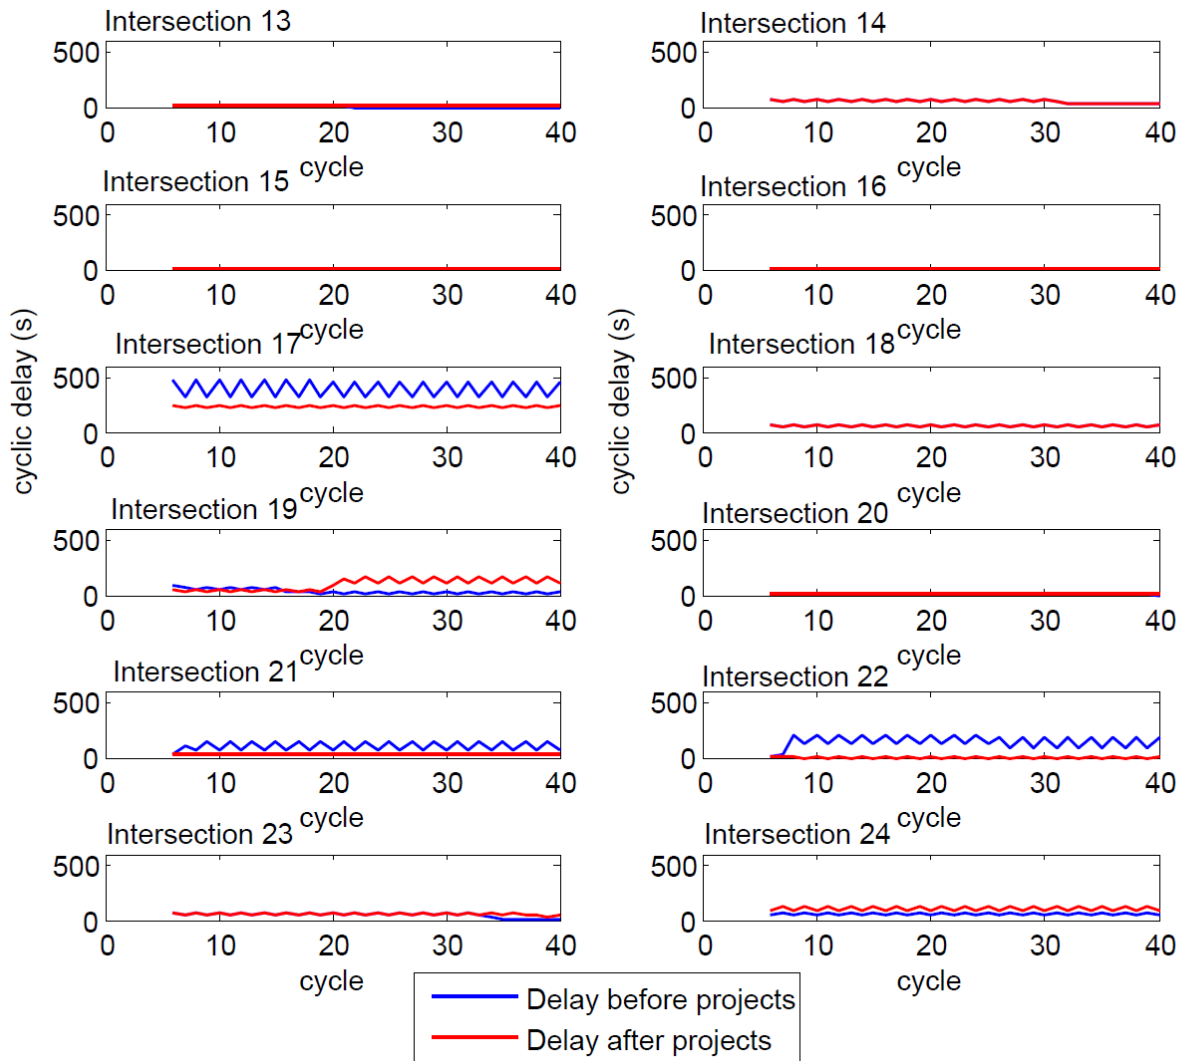 Intersection 13
500
0
0 10 20 30 40
cycle
Intersection 14
500
0
0 10 20 30 40
cycle
Intersection 15
500
0
0 10 20 30 40
cycle
Intersection 16
500
0
0 10 20 30 40
cycle
cyclic delay (s)
Intersection 17
500
0
0 10 20 30 40
cycle
cyclic delay (s)
Intersection 18
500
0
0 10 20 30 40
cycle
Intersection 19
500
0
0 10 20 30 40
cycle
Intersection 20
500
0
0 10 20 30 40
cycle
Intersection 21
500
0
0 10 20 30 40
cycle
Intersection 22
500
0
0 10 20 30 40
cycle
Intersection 23
500
0
0 10 20 30 40
cycle
Intersection 24
500
0
0 10 20 30 40
cycle
Delay before projects
Delay after projects